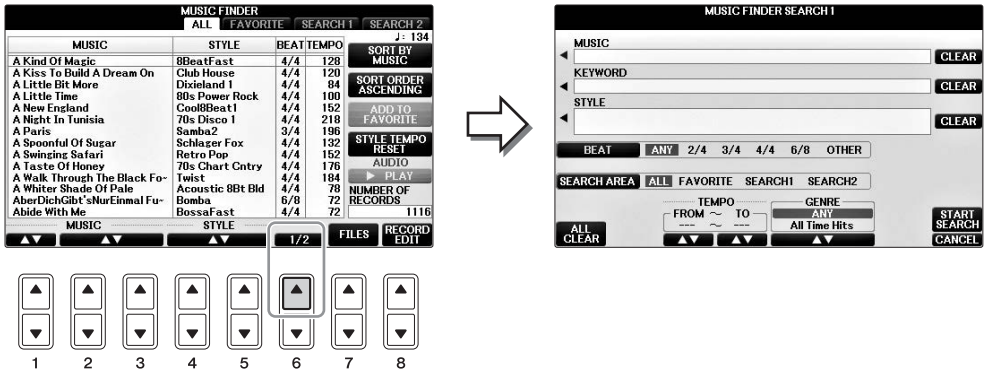 MUSIC FINDER
ALL FAVORITE SEARCH 1 SEARCH 2
MUSIC STYLE BEAT TEMPO
♩: 134
A Kind Of Magic 8BeatFast 4/4 128
A Kiss To Build A Dream On Club House 4/4 120
A Little Bit More Dixieland 1 4/4 84
A Little Time 80s Power Rock 4/4 100
A New England Cool8Beat1 4/4 152
A Night In Tunisia 70s Disco 1 4/4 218
A Paris Samba2 3/4 196
A Spoonful Of Sugar Schlager Fox 4/4 132
A Swinging Safari Retro Pop 4/4 152
A Taste Of Honey 70s Chart Cntry 4/4 176
A Walk Through The Black Fo~ Twist 4/4 184
A Whiter Shade Of Pale Acoustic 8Bt Bld 4/4 78
AberDichGibt'sNurEinmal Fu~ Bomba 6/8 72
Abide With Me BossaFast 4/4 72
SORT BY
MUSIC
SORT ORDER
ASCENDING
ADD TO
FAVORITE
STYLE TEMPO
RESET
AUDIO
▶ PLAY
NUMBER OF
RECORDS
1116
MUSIC STYLE
▲▼ ▲▼ 1/2 FILES RECORD
EDIT
1 2 3 4 5 6 7 8
MUSIC FINDER SEARCH 1
MUSIC
CLEAR
KEYWORD
CLEAR
STYLE
CLEAR
BEAT ANY 2/4 3/4 4/4 6/8 OTHER
SEARCH AREA ALL FAVORITE SEARCH1 SEARCH2
TEMPO GENRE
FROM ~ TO ANY
--- ~ --- All Time Hits
ALL
CLEAR
▲▼ ▲▼ ▲▼
START
SEARCH
CANCEL